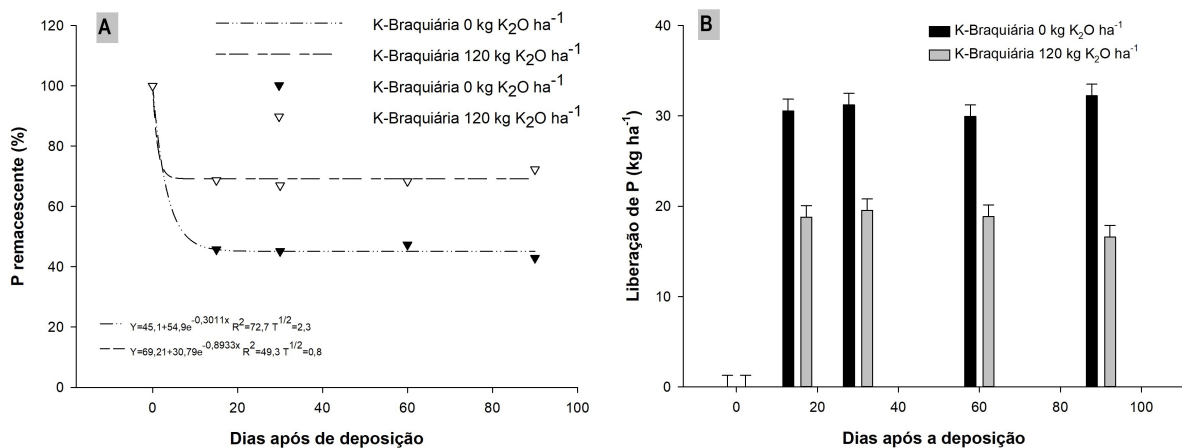 A
K-Braquiária 0 kg K2O ha-1
K-Braquiária 120 kg K2O ha-1
K-Braquiária 0 kg K2O ha-1
K-Braquiária 120 kg K2O ha-1
P remacescente (%)
120
100
80
60
40
20
0
Y=45,1+54,9e-0,3011x R2=72,7 T1/2=2,3
Y=69,21+30,79e-0,8933x R2=49,3 T1/2=0,8
0 20 40 60 80 100
Dias após de deposição
B
K-Braquiária 0 kg K2O ha-1
K-Braquiária 120 kg K2O ha-1
Liberação de P (kg ha-1)
40
30
20
10
0
0 20 40 60 80 100
Dias após a deposição